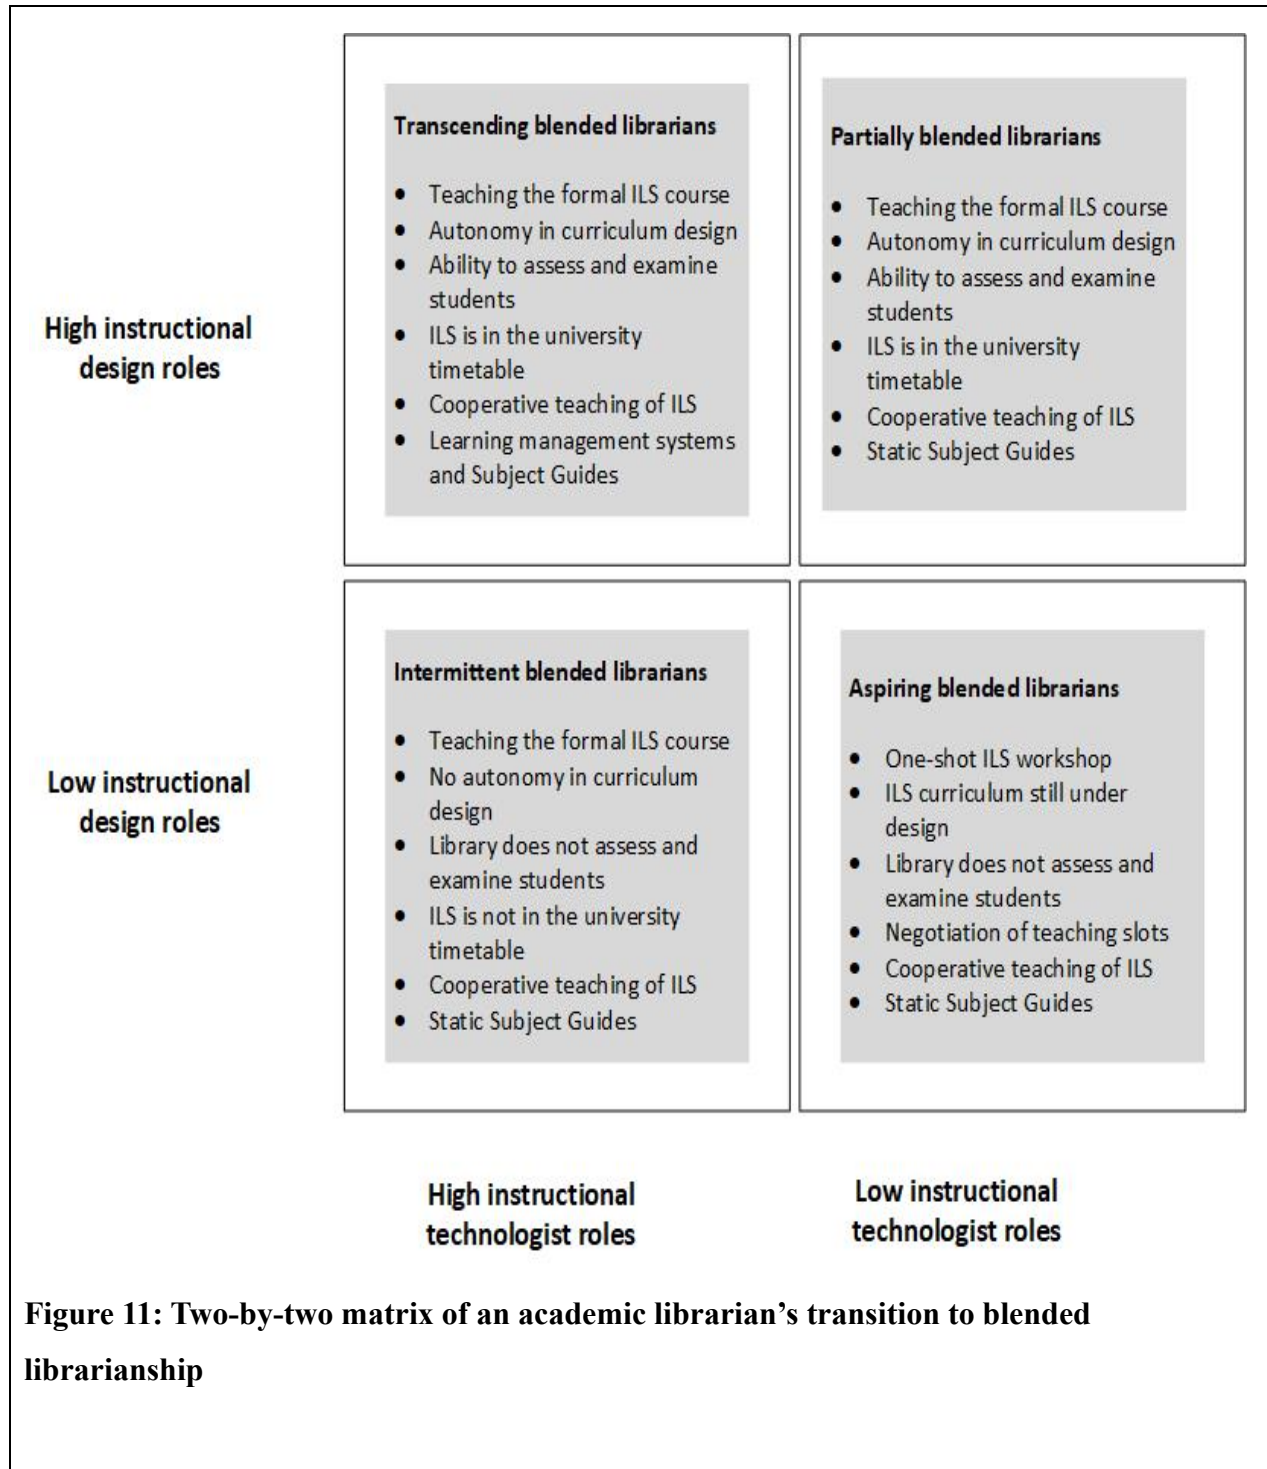 Transcending blended librarians
• Teaching the formal ILS course
• Autonomy in curriculum design
• Ability to assess and examine
students
• ILS is in the university
timetable
• Cooperative teaching of ILS
• Learning management systems
and Subject Guides
Partially blended librarians
• Teaching the formal ILS course
• Autonomy in curriculum design
• Ability to assess and examine
students
• ILS is in the university
timetable
• Cooperative teaching of ILS
• Static Subject Guides
High instructional
design roles
Intermittent blended librarians
• Teaching the formal ILS course
• No autonomy in curriculum
design
• Library does not assess and
examine students
• ILS is not in the university
timetable
• Cooperative teaching of ILS
• Static Subject Guides
Aspiring blended librarians
• One-shot ILS workshop
• ILS curriculum still under
design
• Library does not assess and
examine students
• Negotiation of teaching slots
• Cooperative teaching of ILS
• Static Subject Guides
Low instructional
design roles
High instructional
technologist roles
Low instructional
technologist roles
Figure 11: Two-by-two matrix of an academic librarian’s transition to blended
librarianship